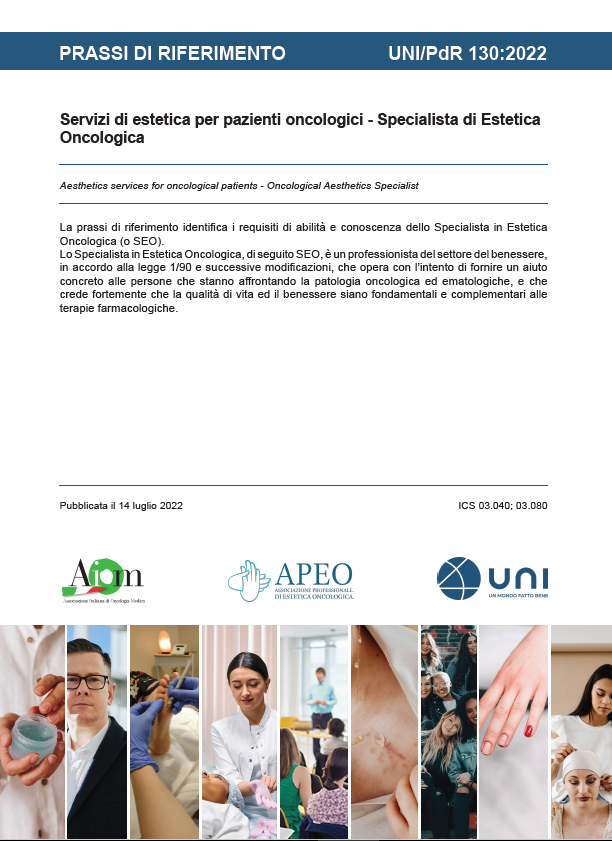 PRASSI DI RIFERIMENTO UNI/PdR 130:2022
Servizi di estetica per pazienti oncologici - Specialista di Estetica
Oncologica
Aesthetics services for oncological patients - Oncological Aesthetics Specialist
La prassi di riferimento identifica i requisiti di abilità e conoscenza dello Specialista in Estetica
Oncologica (o SEO).
Lo Specialista in Estetica Oncologica, di seguito SEO, è un professionista del settore del benessere,
in accordo alla legge 1/90 e successive modificazioni, che opera con l'intento di fornire un aiuto
concreto alle persone che stanno affrontando la patologia oncologica ed ematologiche, e che
crede fortemente che la qualità di vita ed il benessere siano fondamentali e complementari alle
terapie farmacologiche.
Pubblicata il 14 luglio 2022 ICS 03.040; 03.080
Aiom
Associazione Italiana di Oncologia Medica
APEO
ASSOCIAZIONE PROFESSIONALE
DI ESTETICA ONCOLOGICA.
UNI
UN MONDO FATTO BENE